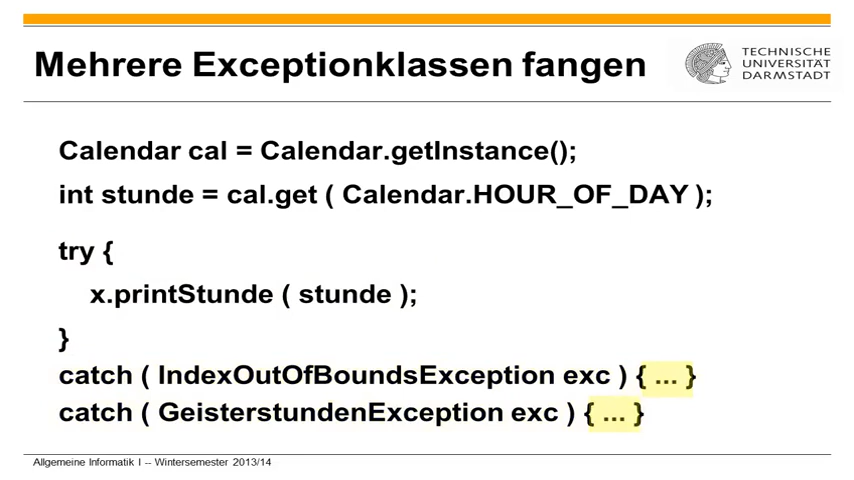 Mehrere Exceptionklassen fangen
TECHNISCHE
UNIVERSITÄT
DARMSTADT
Calendar cal = Calendar.getInstance();
int stunde = cal.get ( Calendar.HOUR_OF_DAY );
try {
x.printStunde ( stunde );
}
catch ( IndexOutOfBoundsException exc ) { ... }
catch ( GeisterstundenException exc ) { ... }
Allgemeine Informatik I -- Wintersemester 2013/14